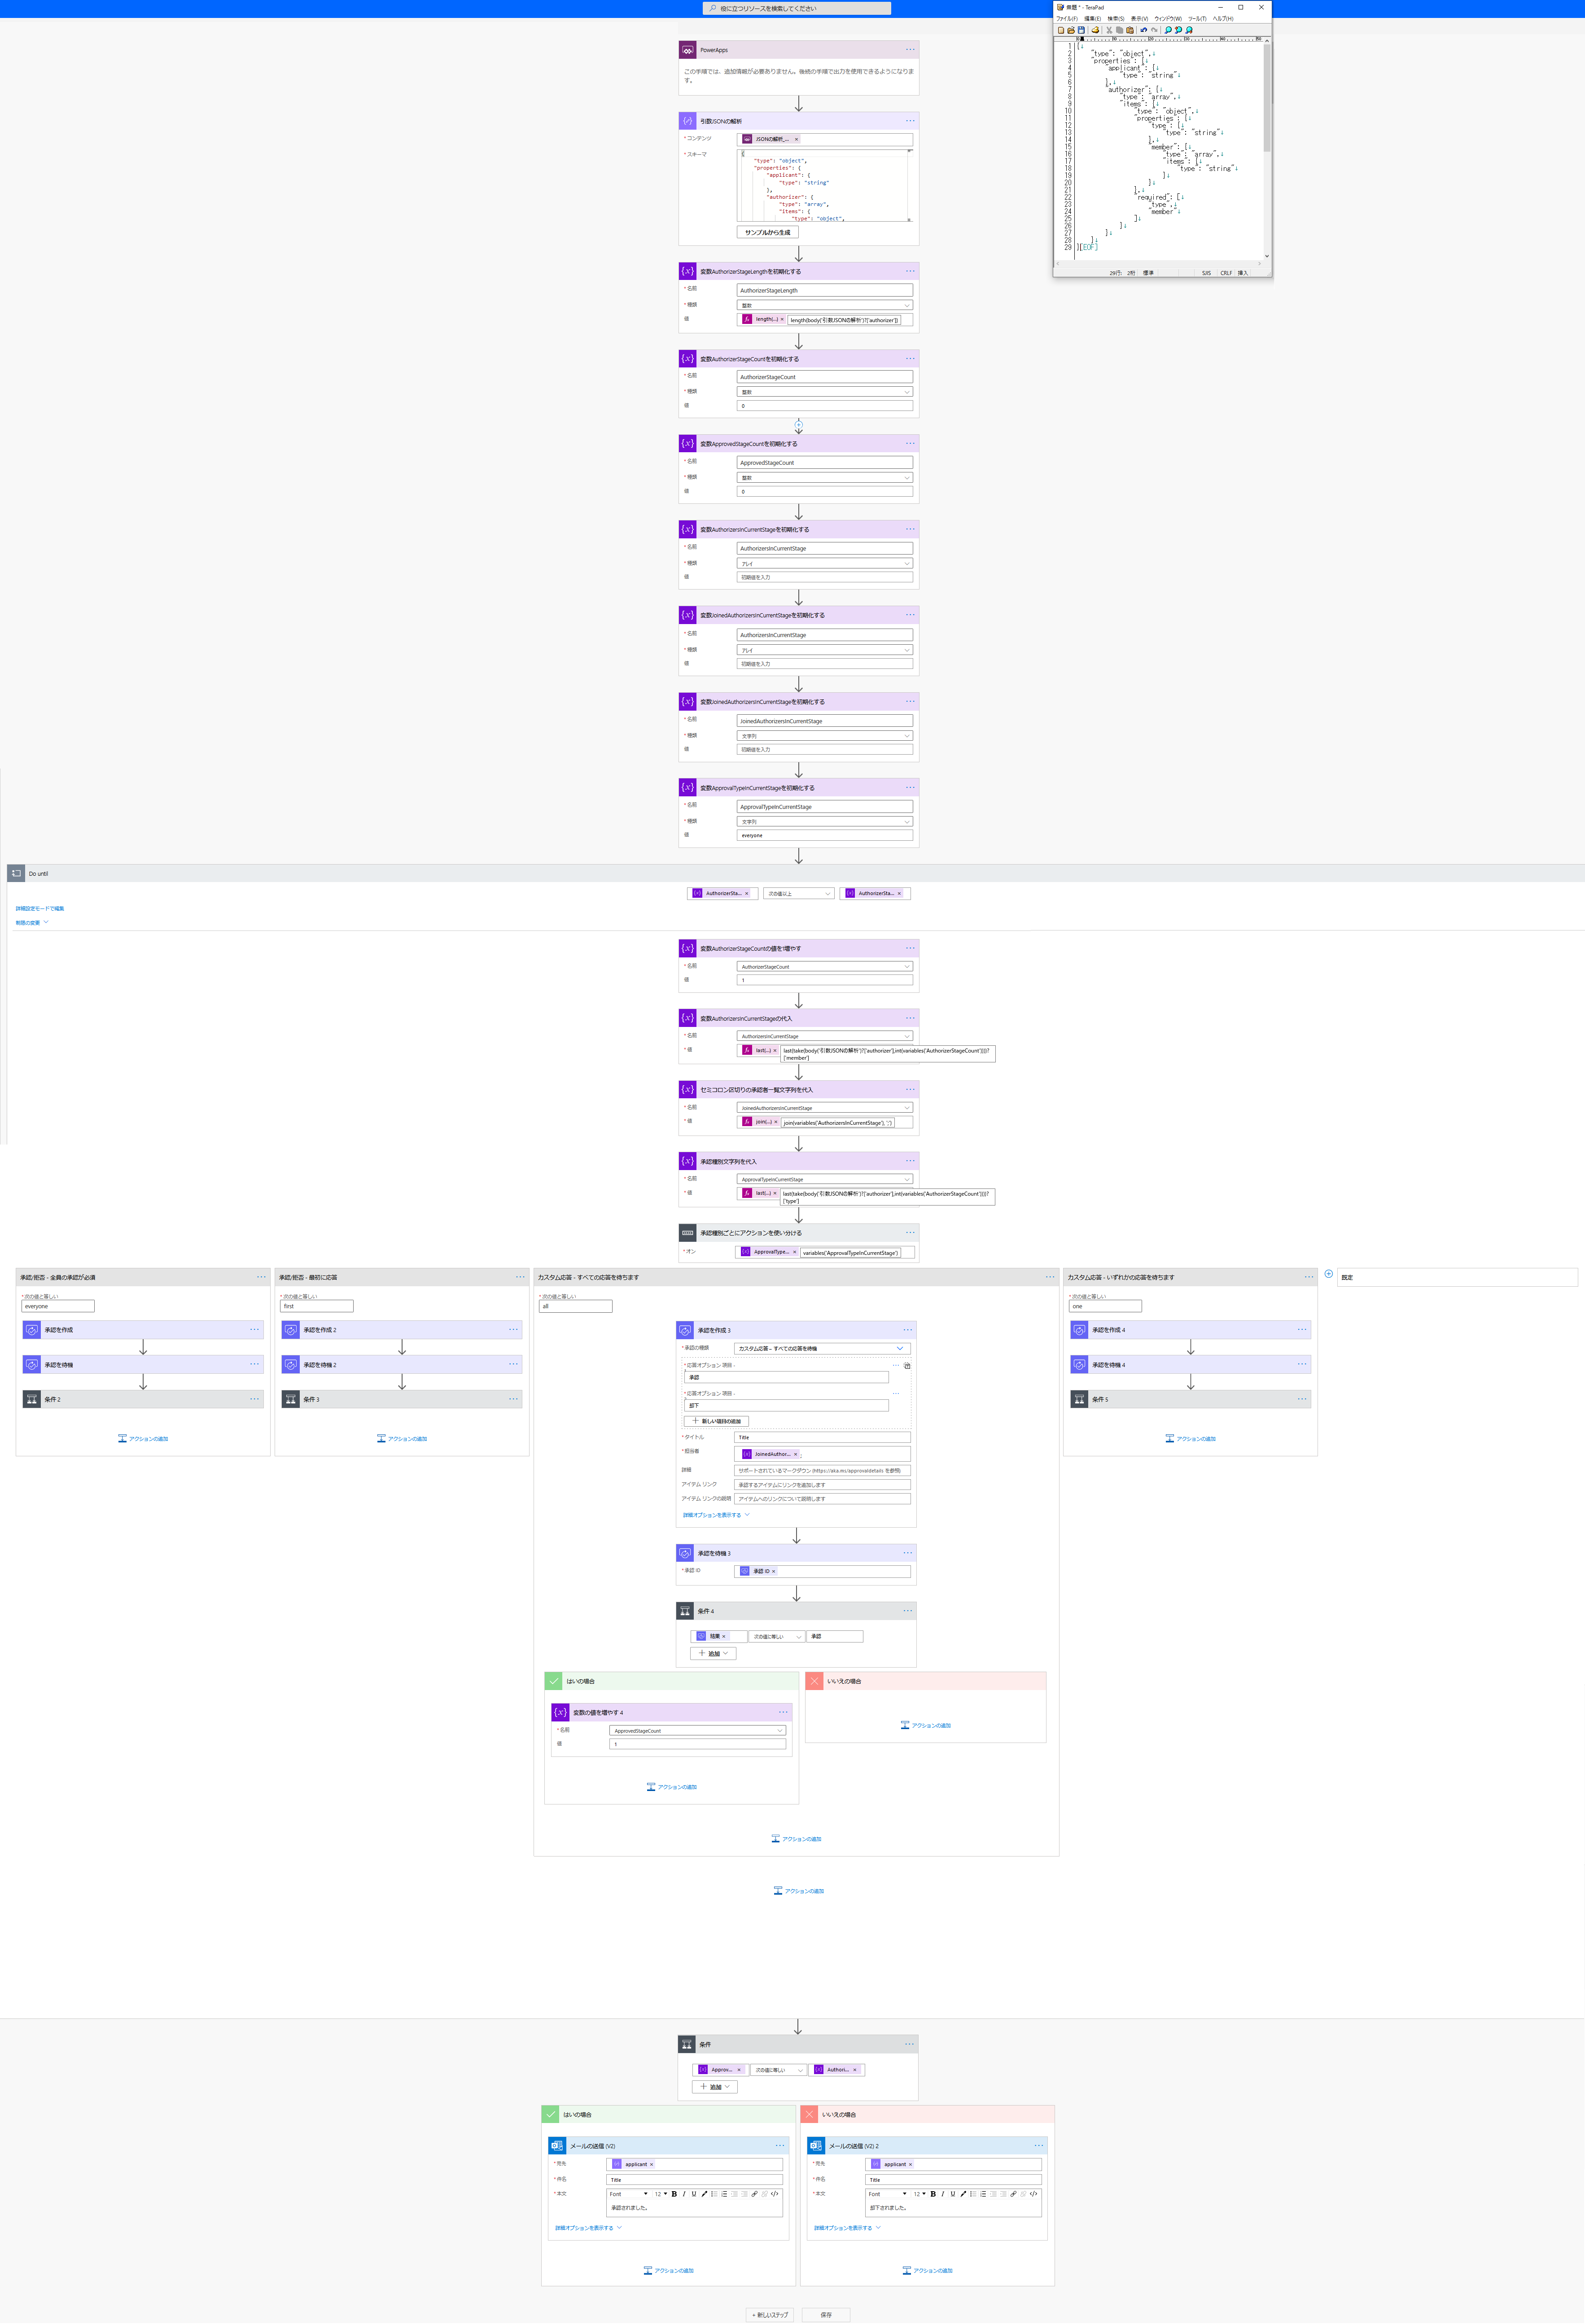 役に立つリソースを検索してください
無題 * - TeraPad
ファイル(F) 編集(E) 検索(S) 表示(V) ウィンドウ(W) ツール(T) ヘルプ(H)
1 {
2 "type": "object",
3 "properties": {
4 "applicant": {
5 "type": "string"
6 },
7 "authorizer": {
8 "type": "array",
9 "items": {
10 "type": "object",
11 "properties": {
12 "type": {
13 "type": "string"
14 },
15 "member": {
16 "type": "array",
17 "items": {
18 "type": "string"
19 }
20 }
21 },
22 "required": [
23 "type",
24 "member"
25 ]
26 }
27 }
28 }
29 }[EOF]
29行: 2桁 標準 SJIS CRLF 挿入
PowerApps
この手順では、追加情報が必要ありません。後続の手順で出力を使用できるようになります。
引数JSONの解析
*コンテンツ JSONの解析_... ×
*スキーマ
{
"type": "object",
"properties": {
"applicant": {
"type": "string"
},
"authorizer": {
"type": "array",
"items": {
"type": "object",
サンプルから生成
変数AuthorizerStageLengthを初期化する
*名前 AuthorizerStageLength
*種類 整数
値 length(...) × length(body('引数JSONの解析')?['authorizer'])
変数AuthorizerStageCountを初期化する
*名前 AuthorizerStageCount
*種類 整数
値 0
変数ApprovedStageCountを初期化する
*名前 ApprovedStageCount
*種類 整数
値 0
変数AuthorizersInCurrentStageを初期化する
*名前 AuthorizersInCurrentStage
*種類 アレイ
値 初期値を入力
変数JoinedAuthorizersInCurrentStageを初期化する
*名前 AuthorizersInCurrentStage
*種類 アレイ
値 初期値を入力
変数JoinedAuthorizersInCurrentStageを初期化する
*名前 JoinedAuthorizersInCurrentStage
*種類 文字列
値 初期値を入力
変数ApprovalTypeInCurrentStageを初期化する
*名前 ApprovalTypeInCurrentStage
*種類 文字列
値 everyone
Do until
AuthorizerSta... × 次の値以上 AuthorizerSta... ×
詳細設定モードで編集
制限の変更
変数AuthorizerStageCountの値を1増やす
*名前 AuthorizerStageCount
値 1
変数AuthorizersInCurrentStageの代入
*名前 AuthorizersInCurrentStage
*値 last(...) × last(take(body('引数JSONの解析')?['authorizer'],int(variables('AuthorizerStageCount'))))?
['member']
セミコロン区切りの承認者一覧文字列を代入
*名前 JoinedAuthorizersInCurrentStage
*値 join(...) × join(variables('AuthorizersInCurrentStage'), ';')
承認種別文字列を代入
*名前 ApprovalTypeInCurrentStage
*値 last(...) × last(take(body('引数JSONの解析')?['authorizer'],int(variables('AuthorizerStageCount'))))?
['type']
承認種別ごとにアクションを使い分ける
*オン ApprovalType... × variables('ApprovalTypeInCurrentStage')
承認/拒否 - 全員の承認が必須
*次の値と等しい
everyone
承認を作成
承認を待機
条件 2
アクションの追加
承認/拒否 - 最初に応答
*次の値と等しい
first
承認を作成 2
承認を待機 2
条件 3
アクションの追加
カスタム応答 - すべての応答を待ちます
*次の値と等しい
all
承認を作成 3
*承認の種類 カスタム応答 - すべての応答を待機
*応答オプション 項目 -
承認
*応答オプション 項目 -
却下
新しい項目の追加
*タイトル Title
*担当者 JoinedAuthor... × ;
詳細 サポートされているマークダウン (https://aka.ms/approvaldetails を参照)
アイテム リンク 承認するアイテムにリンクを追加します
アイテム リンクの説明 アイテムへのリンクについて説明します
詳細オプションを表示する
承認を待機 3
*承認 ID 承認 ID ×
条件 4
結果 × 次の値に等しい 承認
追加
はいの場合
変数の値を増やす 4
*名前 ApprovedStageCount
値 1
アクションの追加
いいえの場合
アクションの追加
アクションの追加
カスタム応答 - いずれかの応答を待ちます
*次の値と等しい
one
承認を作成 4
承認を待機 4
条件 5
アクションの追加
既定
アクションの追加
条件
Approv... × 次の値に等しい Authori... ×
追加
はいの場合
メールの送信 (V2)
*宛先 applicant ×
*件名 Title
*本文 Font 12 B I U
承認されました。
詳細オプションを表示する
アクションの追加
いいえの場合
メールの送信 (V2) 2
*宛先 applicant ×
*件名 Title
*本文 Font 12 B I U
却下されました。
詳細オプションを表示する
アクションの追加
+ 新しいステップ 保存